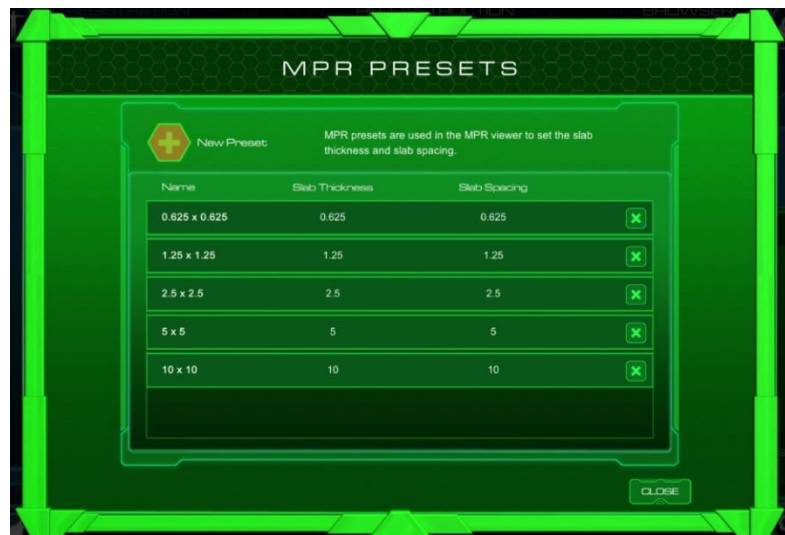 MPR PRESETS
New Preset
MPR presets are used in the MPR viewer to set the slab
thickness and slab spacing.
Name Slab Thickness Slab Spacing
0.625 x 0.625 0.625 0.625
1.25 x 1.25 1.25 1.25
2.5 x 2.5 2.5 2.5
5 x 5 5 5
10 x 10 10 10
CLOSE